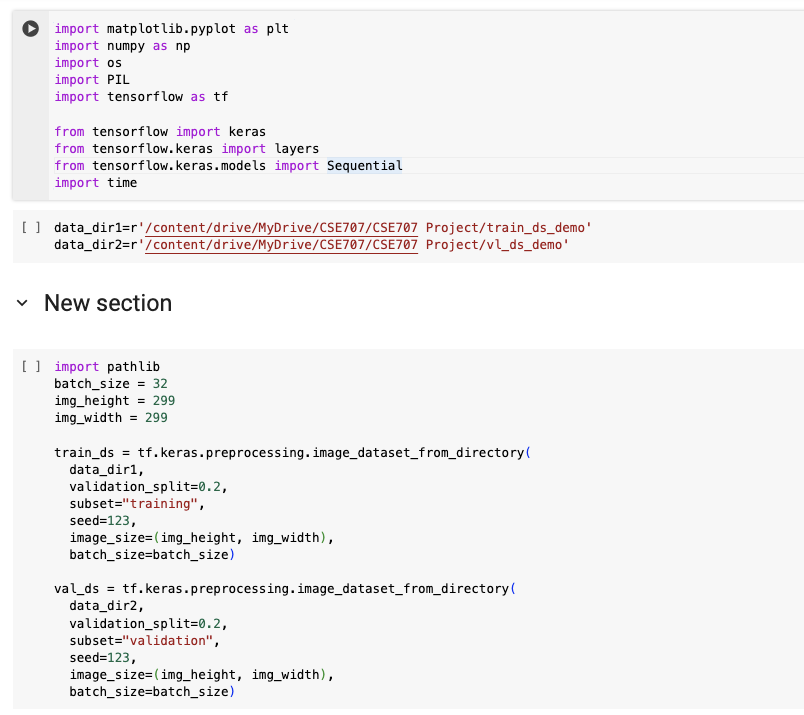 import matplotlib.pyplot as plt
import numpy as np
import os
import PIL
import tensorflow as tf
from tensorflow import keras
from tensorflow.keras import layers
from tensorflow.keras.models import Sequential
import time
[ ] data_dir1=r'/content/drive/MyDrive/CSE707/CSE707 Project/train_ds_demo'
data_dir2=r'/content/drive/MyDrive/CSE707/CSE707 Project/vl_ds_demo'
New section
[ ] import pathlib
batch_size = 32
img_height = 299
img_width = 299
train_ds = tf.keras.preprocessing.image_dataset_from_directory(
data_dir1,
validation_split=0.2,
subset="training",
seed=123,
image_size=(img_height, img_width),
batch_size=batch_size)
val_ds = tf.keras.preprocessing.image_dataset_from_directory(
data_dir2,
validation_split=0.2,
subset="validation",
seed=123,
image_size=(img_height, img_width),
batch_size=batch_size)